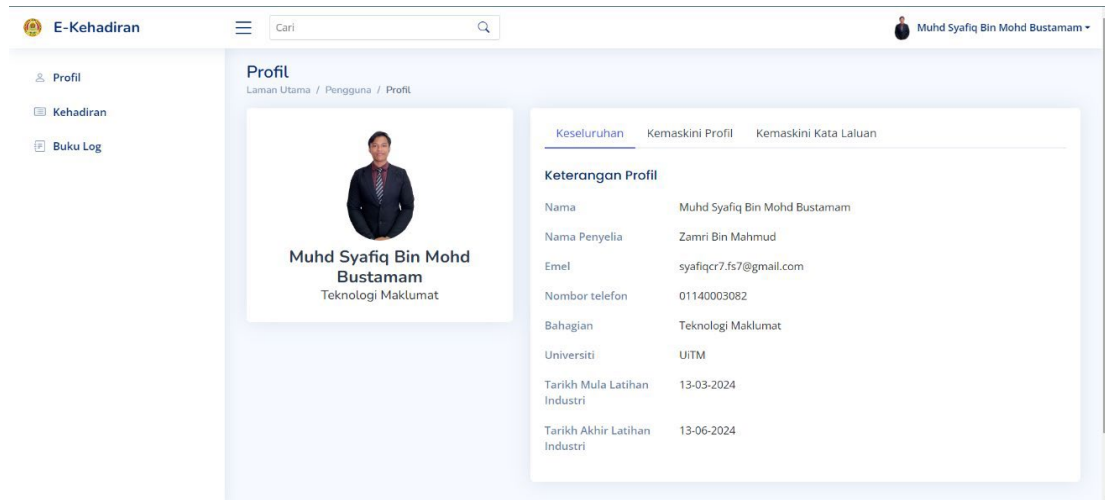 E-Kehadiran
Cari
Muhd Syafiq Bin Mohd Bustamam
Profil
Kehadiran
Buku Log
Profil
Laman Utama / Pengguna / Profil
Muhd Syafiq Bin Mohd
Bustamam
Teknologi Maklumat
Keseluruhan Kemaskini Profil Kemaskini Kata Laluan
Keterangan Profil
Nama Muhd Syafiq Bin Mohd Bustamam
Nama Penyelia Zamri Bin Mahmud
Emel syafiqcr7.fs7@gmail.com
Nombor telefon 01140003082
Bahagian Teknologi Maklumat
Universiti UiTM
Tarikh Mula Latihan 13-03-2024
Industri
Tarikh Akhir Latihan 13-06-2024
Industri